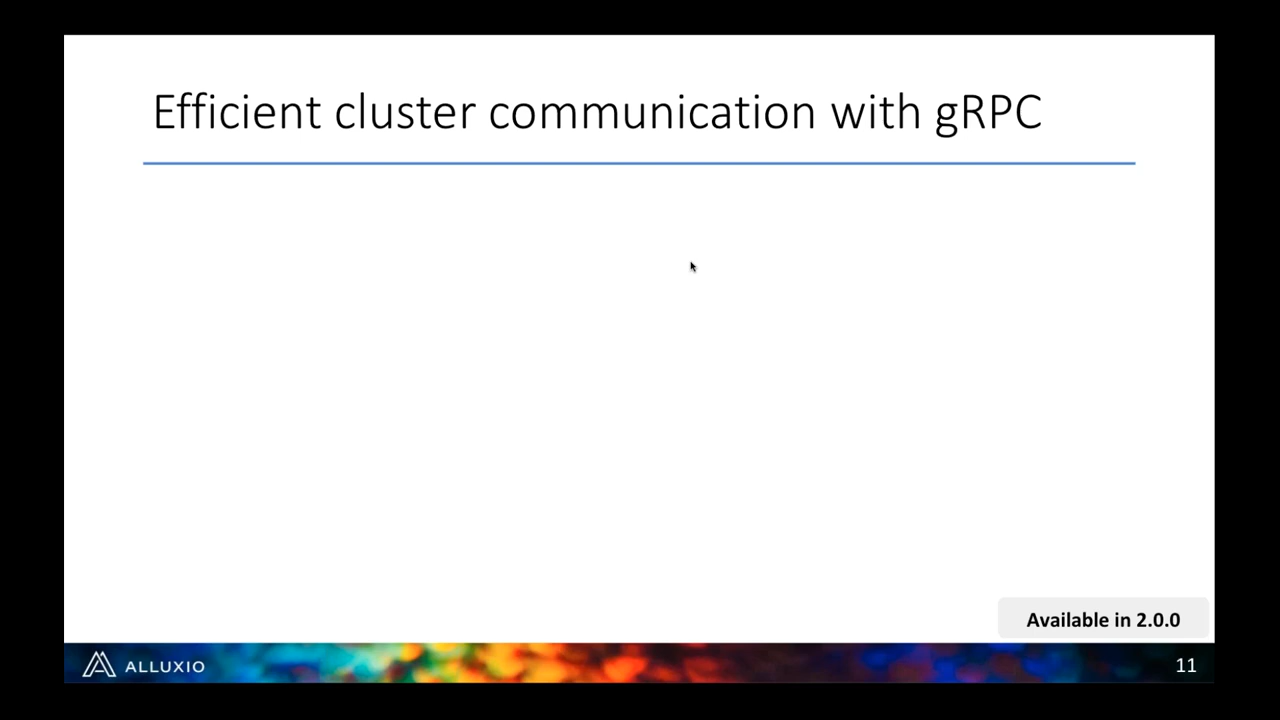 Efficient cluster communication with gRPC
Available in 2.0.0
ALLUXIO
11